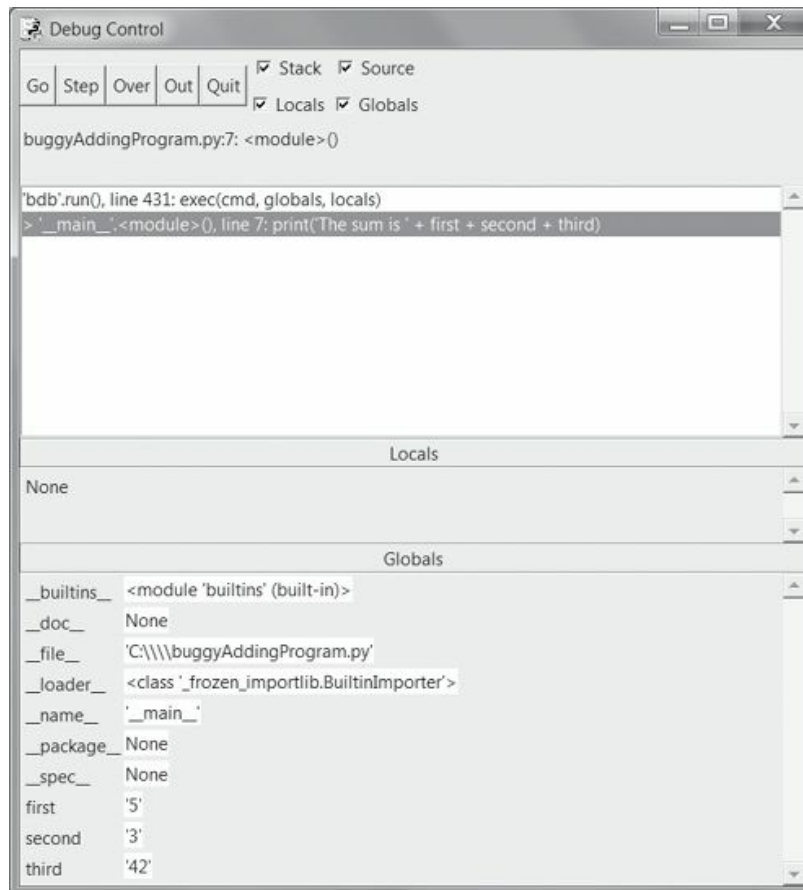 Debug Control
Go Step Over Out Quit
Stack Source
Locals Globals
buggyAddingProgram.py:7: <module>()
'bdb'.run(), line 431: exec(cmd, globals, locals)
> '__main__'.<module>(), line 7: print('The sum is ' + first + second + third)
Locals
None
Globals
__builtins__ <module 'builtins' (built-in)>
__doc__ None
__file__ 'C:\\\\buggyAddingProgram.py'
__loader__ <class '_frozen_importlib.BuiltinImporter'>
__name__ '__main__'
__package__ None
__spec__ None
first '5'
second '3'
third '42'